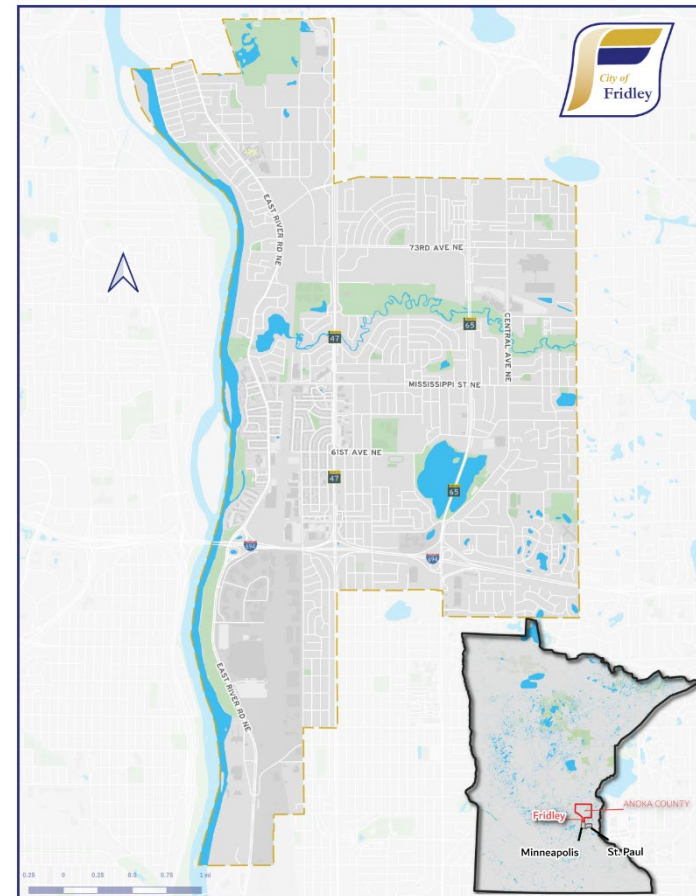 City of
Fridley
EAST RIVER RD NE
73RD AVE NE
CENTRAL AVE NE
47
65
MISSISSIPPI ST NE
61ST AVE NE
47
65
694
694
EAST RIVER RD NE
ANOKA COUNTY
Fridley
Minneapolis
St. Paul
0.25 0 0.25 0.5 0.75 1 mi